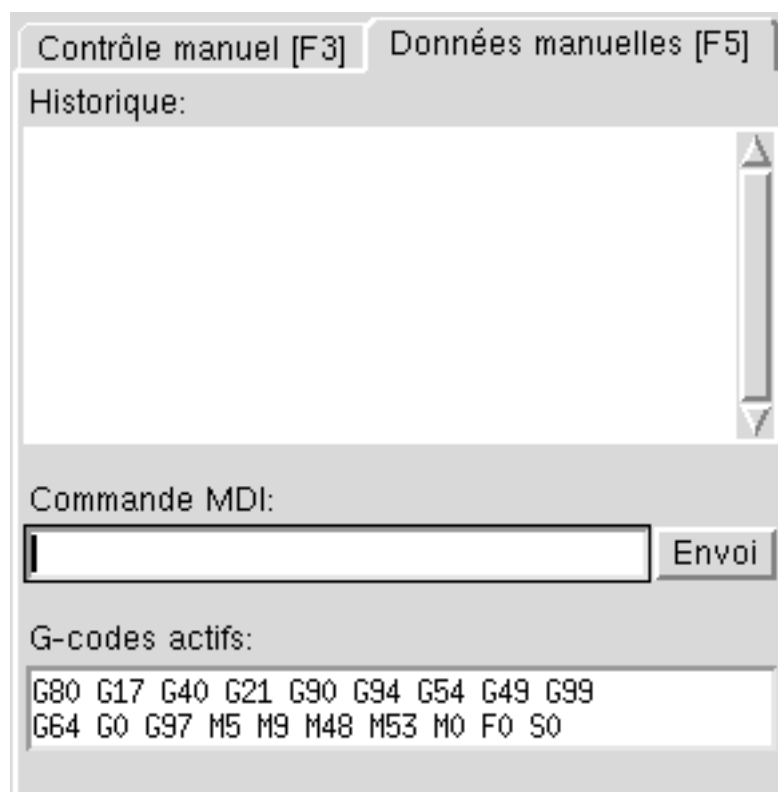 Contrôle manuel [F3] Données manuelles [F5]
Historique:
Commande MDI:
Envoi
G-codes actifs:
G80 G17 G40 G21 G90 G94 G54 G49 G99
G64 G0 G97 M5 M9 M48 M53 M0 F0 S0